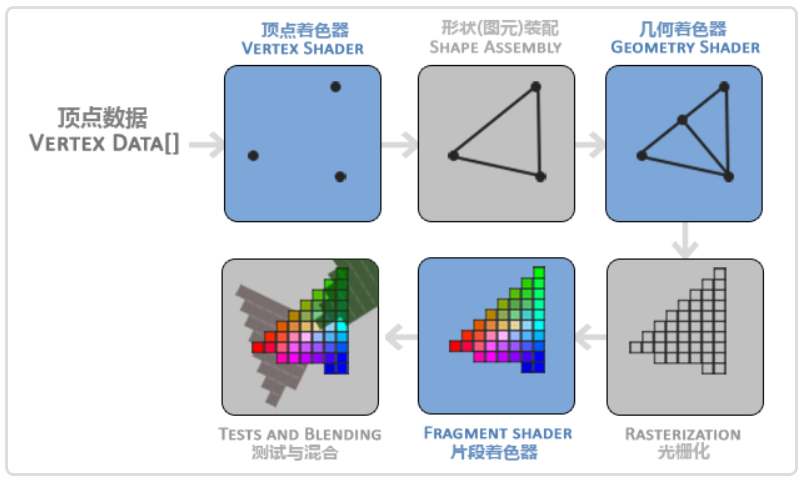 顶点着色器
VERTEX SHADER
形状(图元)装配
SHAPE ASSEMBLY
几何着色器
GEOMETRY SHADER
顶点数据
VERTEX DATA[]
TESTS AND BLENDING
测试与混合
FRAGMENT SHADER
片段着色器
RASTERIZATION
光栅化